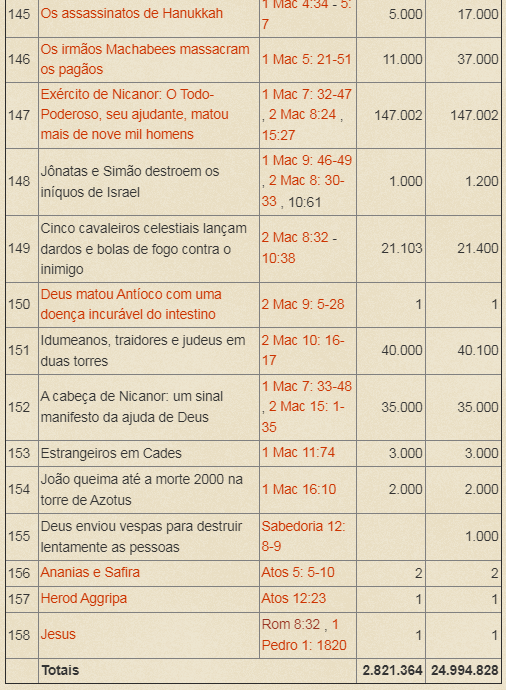 145 Os assassinatos de Hanukkah 1 Mac 4:34 - 5: 5.000 17.000
7
146 Os irmãos Machabees massacram 1 Mac 5: 21-51 11.000 37.000
os pagãos
147 Exército de Nicanor: O Todo- 1 Mac 7: 32-47 147.002 147.002
Poderoso, seu ajudante, matou , 2 Mac 8:24 ,
mais de nove mil homens 15:27
148 Jônatas e Simão destroem os 1 Mac 9: 46-49 1.000 1.200
iníquos de Israel , 2 Mac 8: 30-
33 , 10:61
149 Cinco cavaleiros celestiais lançam 2 Mac 8:32 - 21.103 21.400
dardos e bolas de fogo contra o 10:38
inimigo
150 Deus matou Antíoco com uma 2 Mac 9: 5-28 1 1
doença incurável do intestino
151 Idumeanos, traidores e judeus em 2 Mac 10: 16- 40.000 40.100
duas torres 17
152 A cabeça de Nicanor: um sinal 1 Mac 7: 33-48 35.000 35.000
manifesto da ajuda de Deus , 2 Mac 15: 1-
35
153 Estrangeiros em Cades 1 Mac 11:74 3.000 3.000
154 João queima até a morte 2000 na 1 Mac 16:10 2.000 2.000
torre de Azotus
155 Deus enviou vespas para destruir Sabedoria 12: 1.000
lentamente as pessoas 8-9
156 Ananias e Safira Atos 5: 5-10 2 2
157 Herod Aggripa Atos 12:23 1 1
158 Jesus Rom 8:32 , 1 1 1
Pedro 1: 1820
Totais 2.821.364 24.994.828